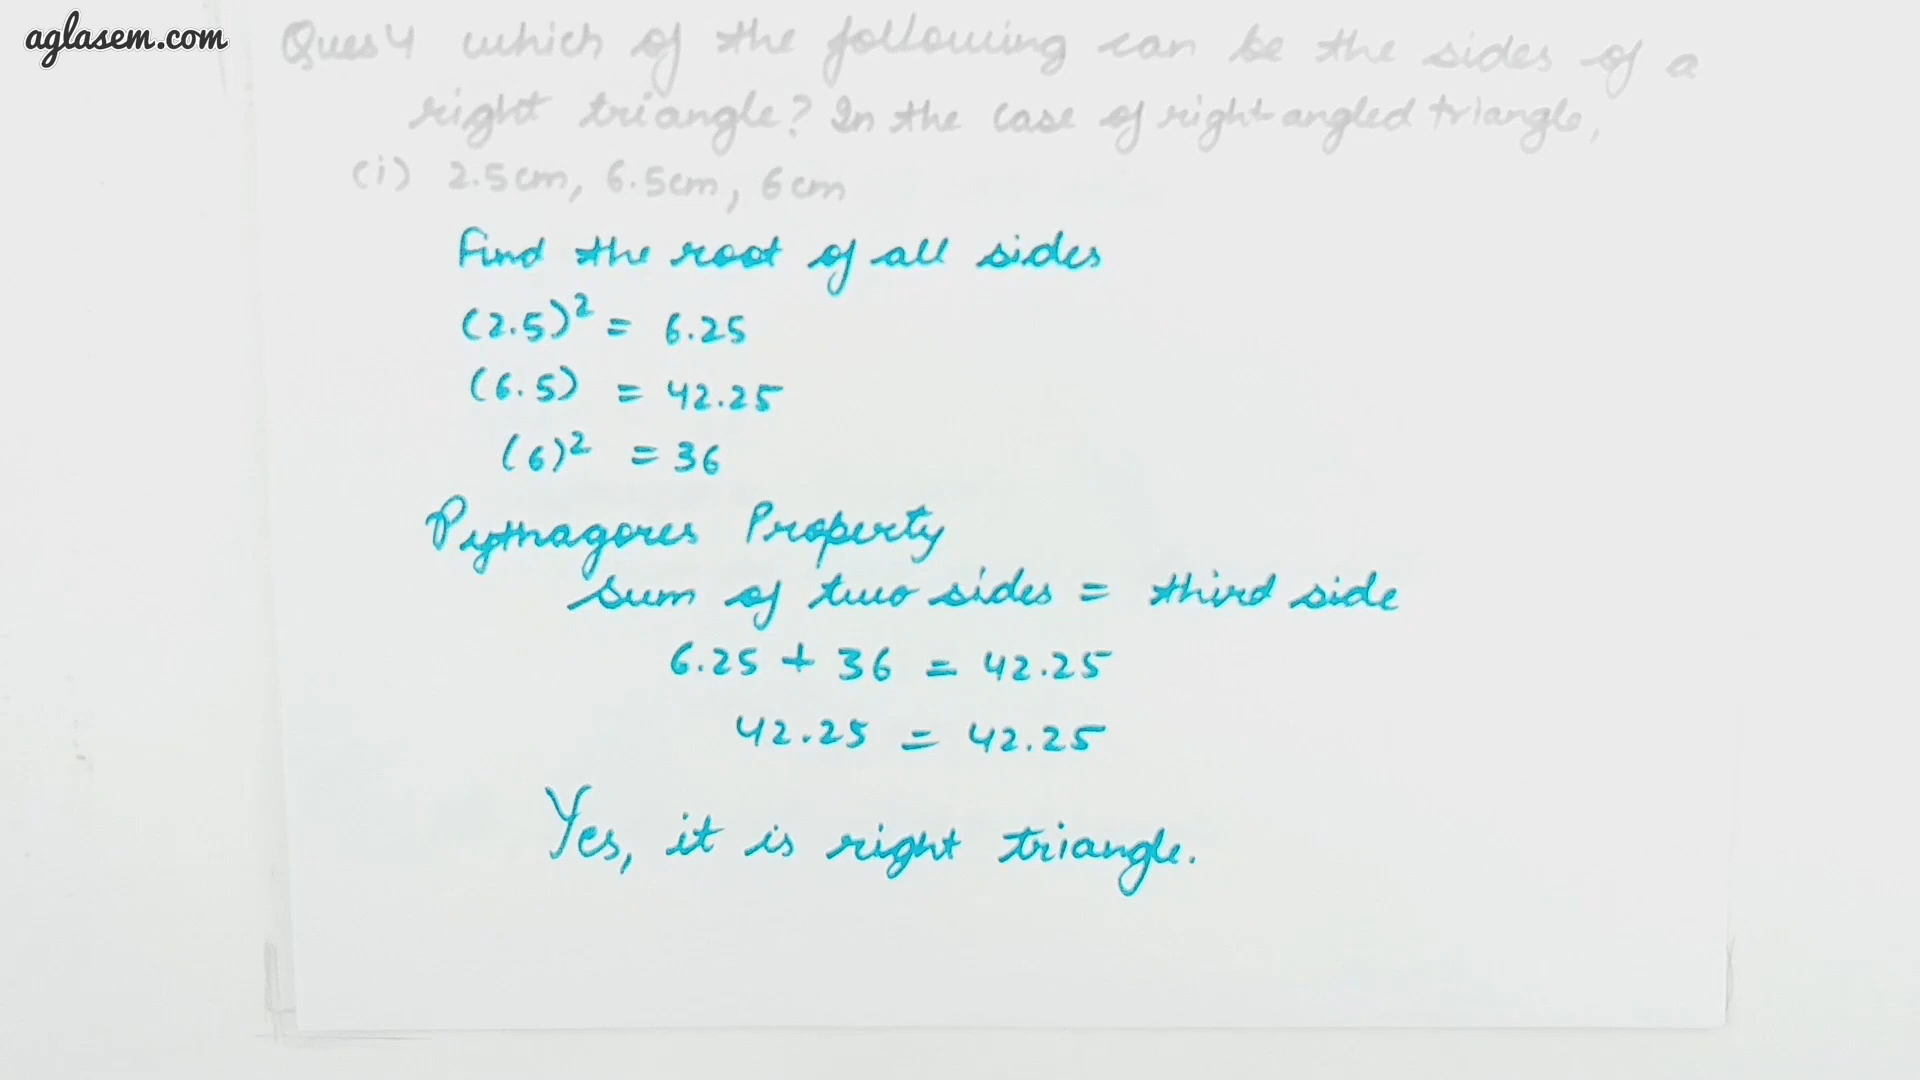 aglasem.com
Ques 4 which of the following can be the sides of a
right triangle? In the case of right-angled triangle,
(i) 2.5cm, 6.5cm, 6cm
Find the root of all sides
(2.5)² = 6.25
(6.5) = 42.25
(6)² = 36
Pythagores Property
sum of two sides = third side
6.25 + 36 = 42.25
42.25 = 42.25
Yes, it is right triangle.